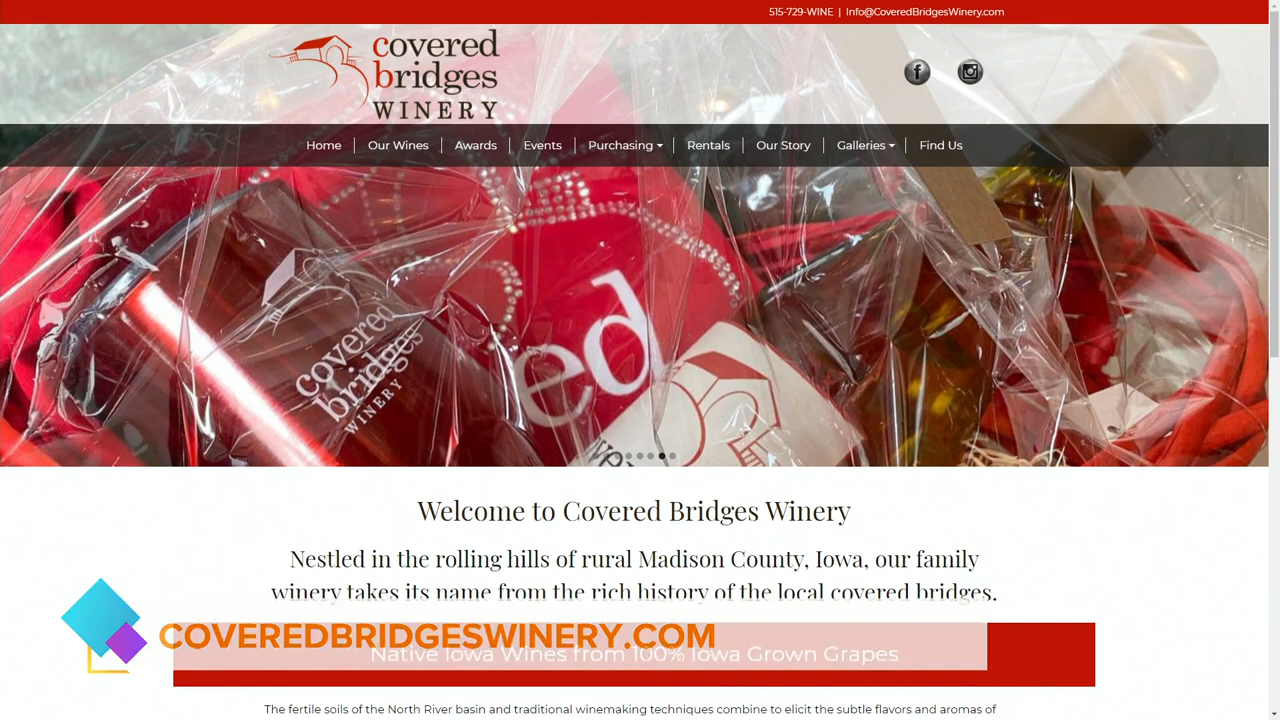 515-729-WINE | Info@CoveredBridgesWinery.com
covered
bridges
WINERY
Home
Our Wines
Awards
Events
Purchasing
Rentals
Our Story
Galleries
Find Us
covered
bridges
WINERY
ed
Welcome to Covered Bridges Winery
Nestled in the rolling hills of rural Madison County, Iowa, our family
winery takes its name from the rich history of the local covered bridges.
COVEREDBRIDGESWINERY.COM
Native Iowa Wines from 100% Iowa Grown Grapes
The fertile soils of the North River basin and traditional winemaking techniques combine to elicit the subtle flavors and aromas of